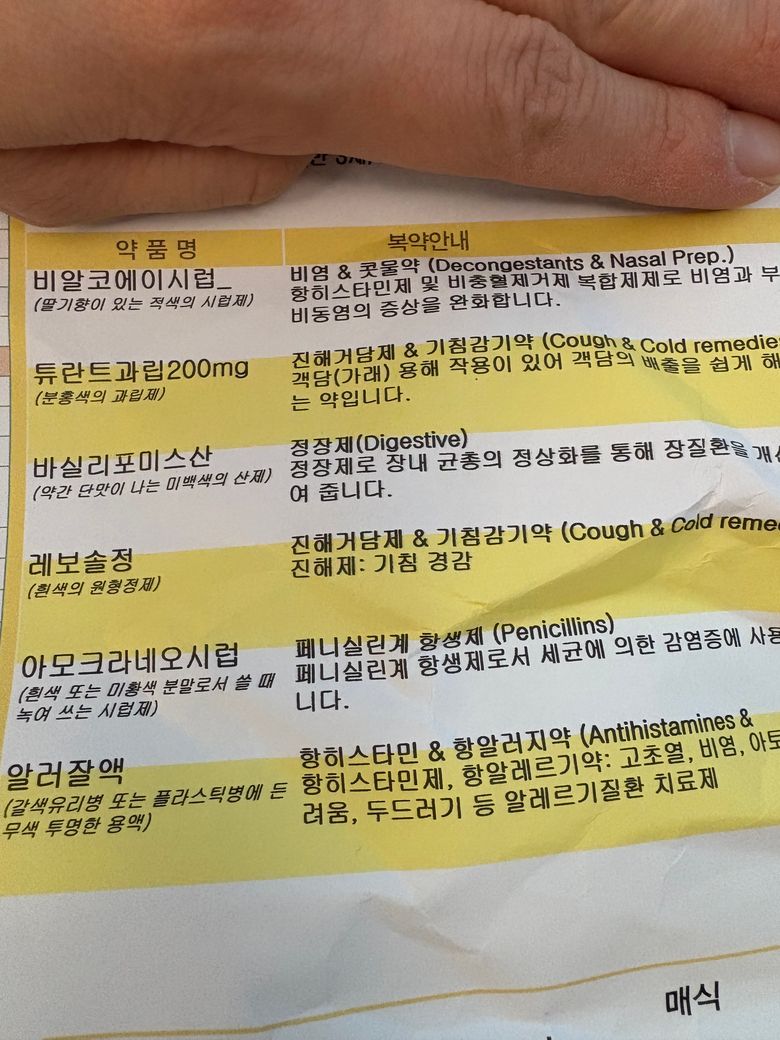 약 품 명 복약안내
비알코에이시럽_
(딸기향이 있는 적색의 시럽제)
비염 & 콧물약 (Decongestants & Nasal Prep.)
항히스타민제 및 비충혈제거제 복합제제로 비염과 부
비동염의 증상을 완화합니다.
튜란트과립200mg
(분홍색의 과립제)
진해거담제 & 기침감기약 (Cough & Cold remedie
객담(가래) 용해 작용이 있어 객담의 배출을 쉽게 해
는 약입니다.
바실리포미스산
(약간 단맛이 나는 미백색의 산제)
정장제(Digestive)
정장제로 장내 균총의 정상화를 통해 장질환을 개선
여 줍니다.
레보솔정
(흰색의 원형정제)
진해거담제 & 기침감기약 (Cough & Cold reme
진해제: 기침 경감
아모크라네오시럽
(흰색 또는 미황색 분말로서 쓸 때
녹여 쓰는 시럽제)
페니실린계 항생제 (Penicillins)
페니실린계 항생제로서 세균에 의한 감염증에 사용
니다.
알러잘액
(갈색유리병 또는 플라스틱병에 든
무색 투명한 용액)
항히스타민 & 항알러지약 (Antihistamines &
항히스타민제, 항알레르기약: 고초열, 비염, 아토
려움, 두드러기 등 알레르기질환 치료제
매식